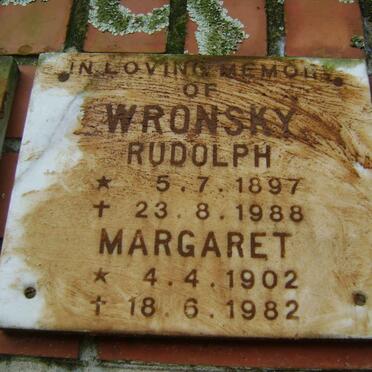 IN LOVING MEMORY
OF
WRONSKY
RUDOLPH
* 5.7.1897
† 23.8.1988
MARGARET
* 4.4.1902
† 18.6.1982